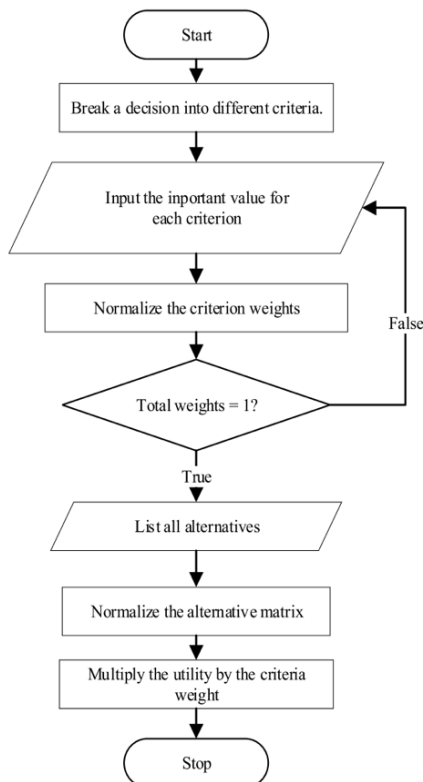 Start
Break a decision into different criteria.
Input the inportant value for
each criterion
Normalize the criterion weights
False
Total weights = 1?
True
List all alternatives
Normalize the alternative matrix
Multiply the utility by the criteria
weight
Stop